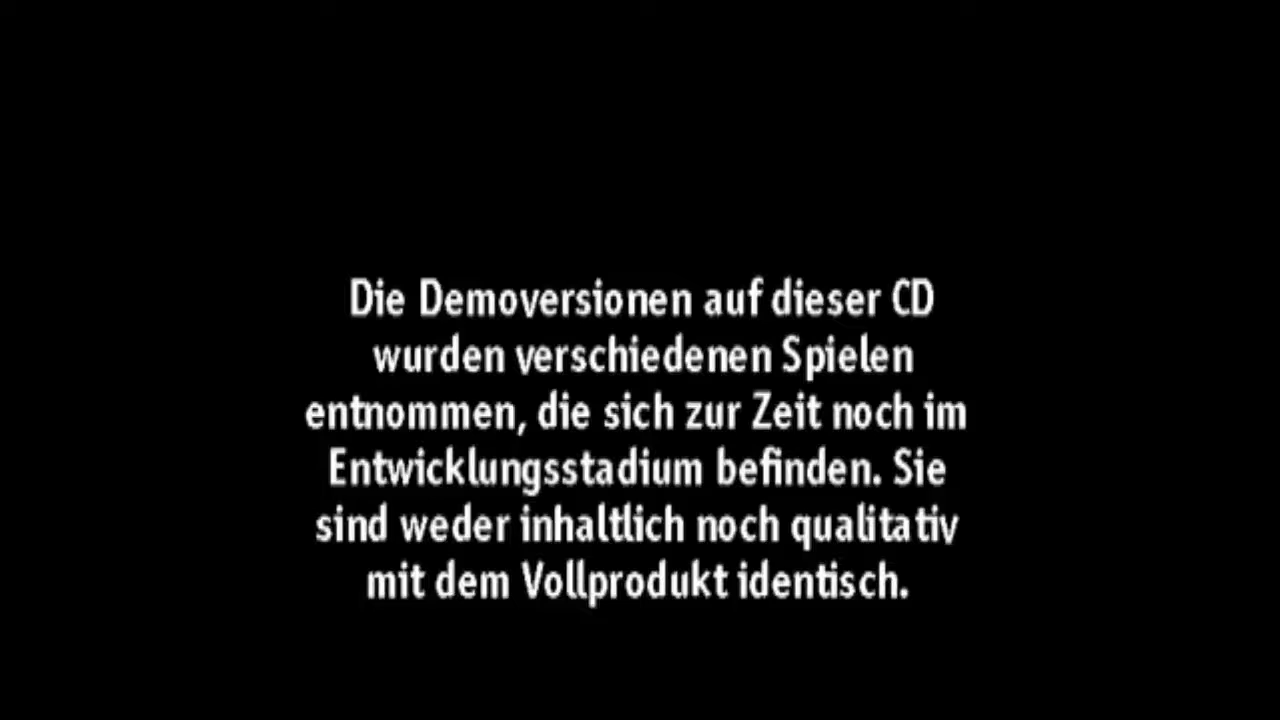 Die Demoversionen auf dieser CD
wurden verschiedenen Spielen
entnommen, die sich zur Zeit noch im
Entwicklungsstadium befinden. Sie
sind weder inhaltlich noch qualitativ
mit dem Vollprodukt identisch.